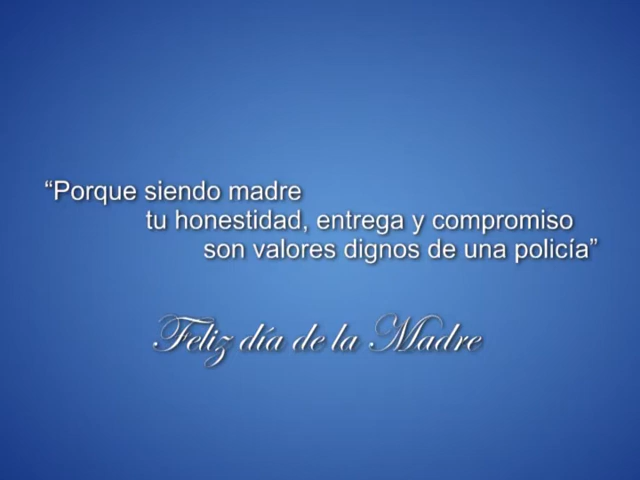 “Porque siendo madre
tu honestidad, entrega y compromiso
son valores dignos de una policía”
Feliz día de la Madre